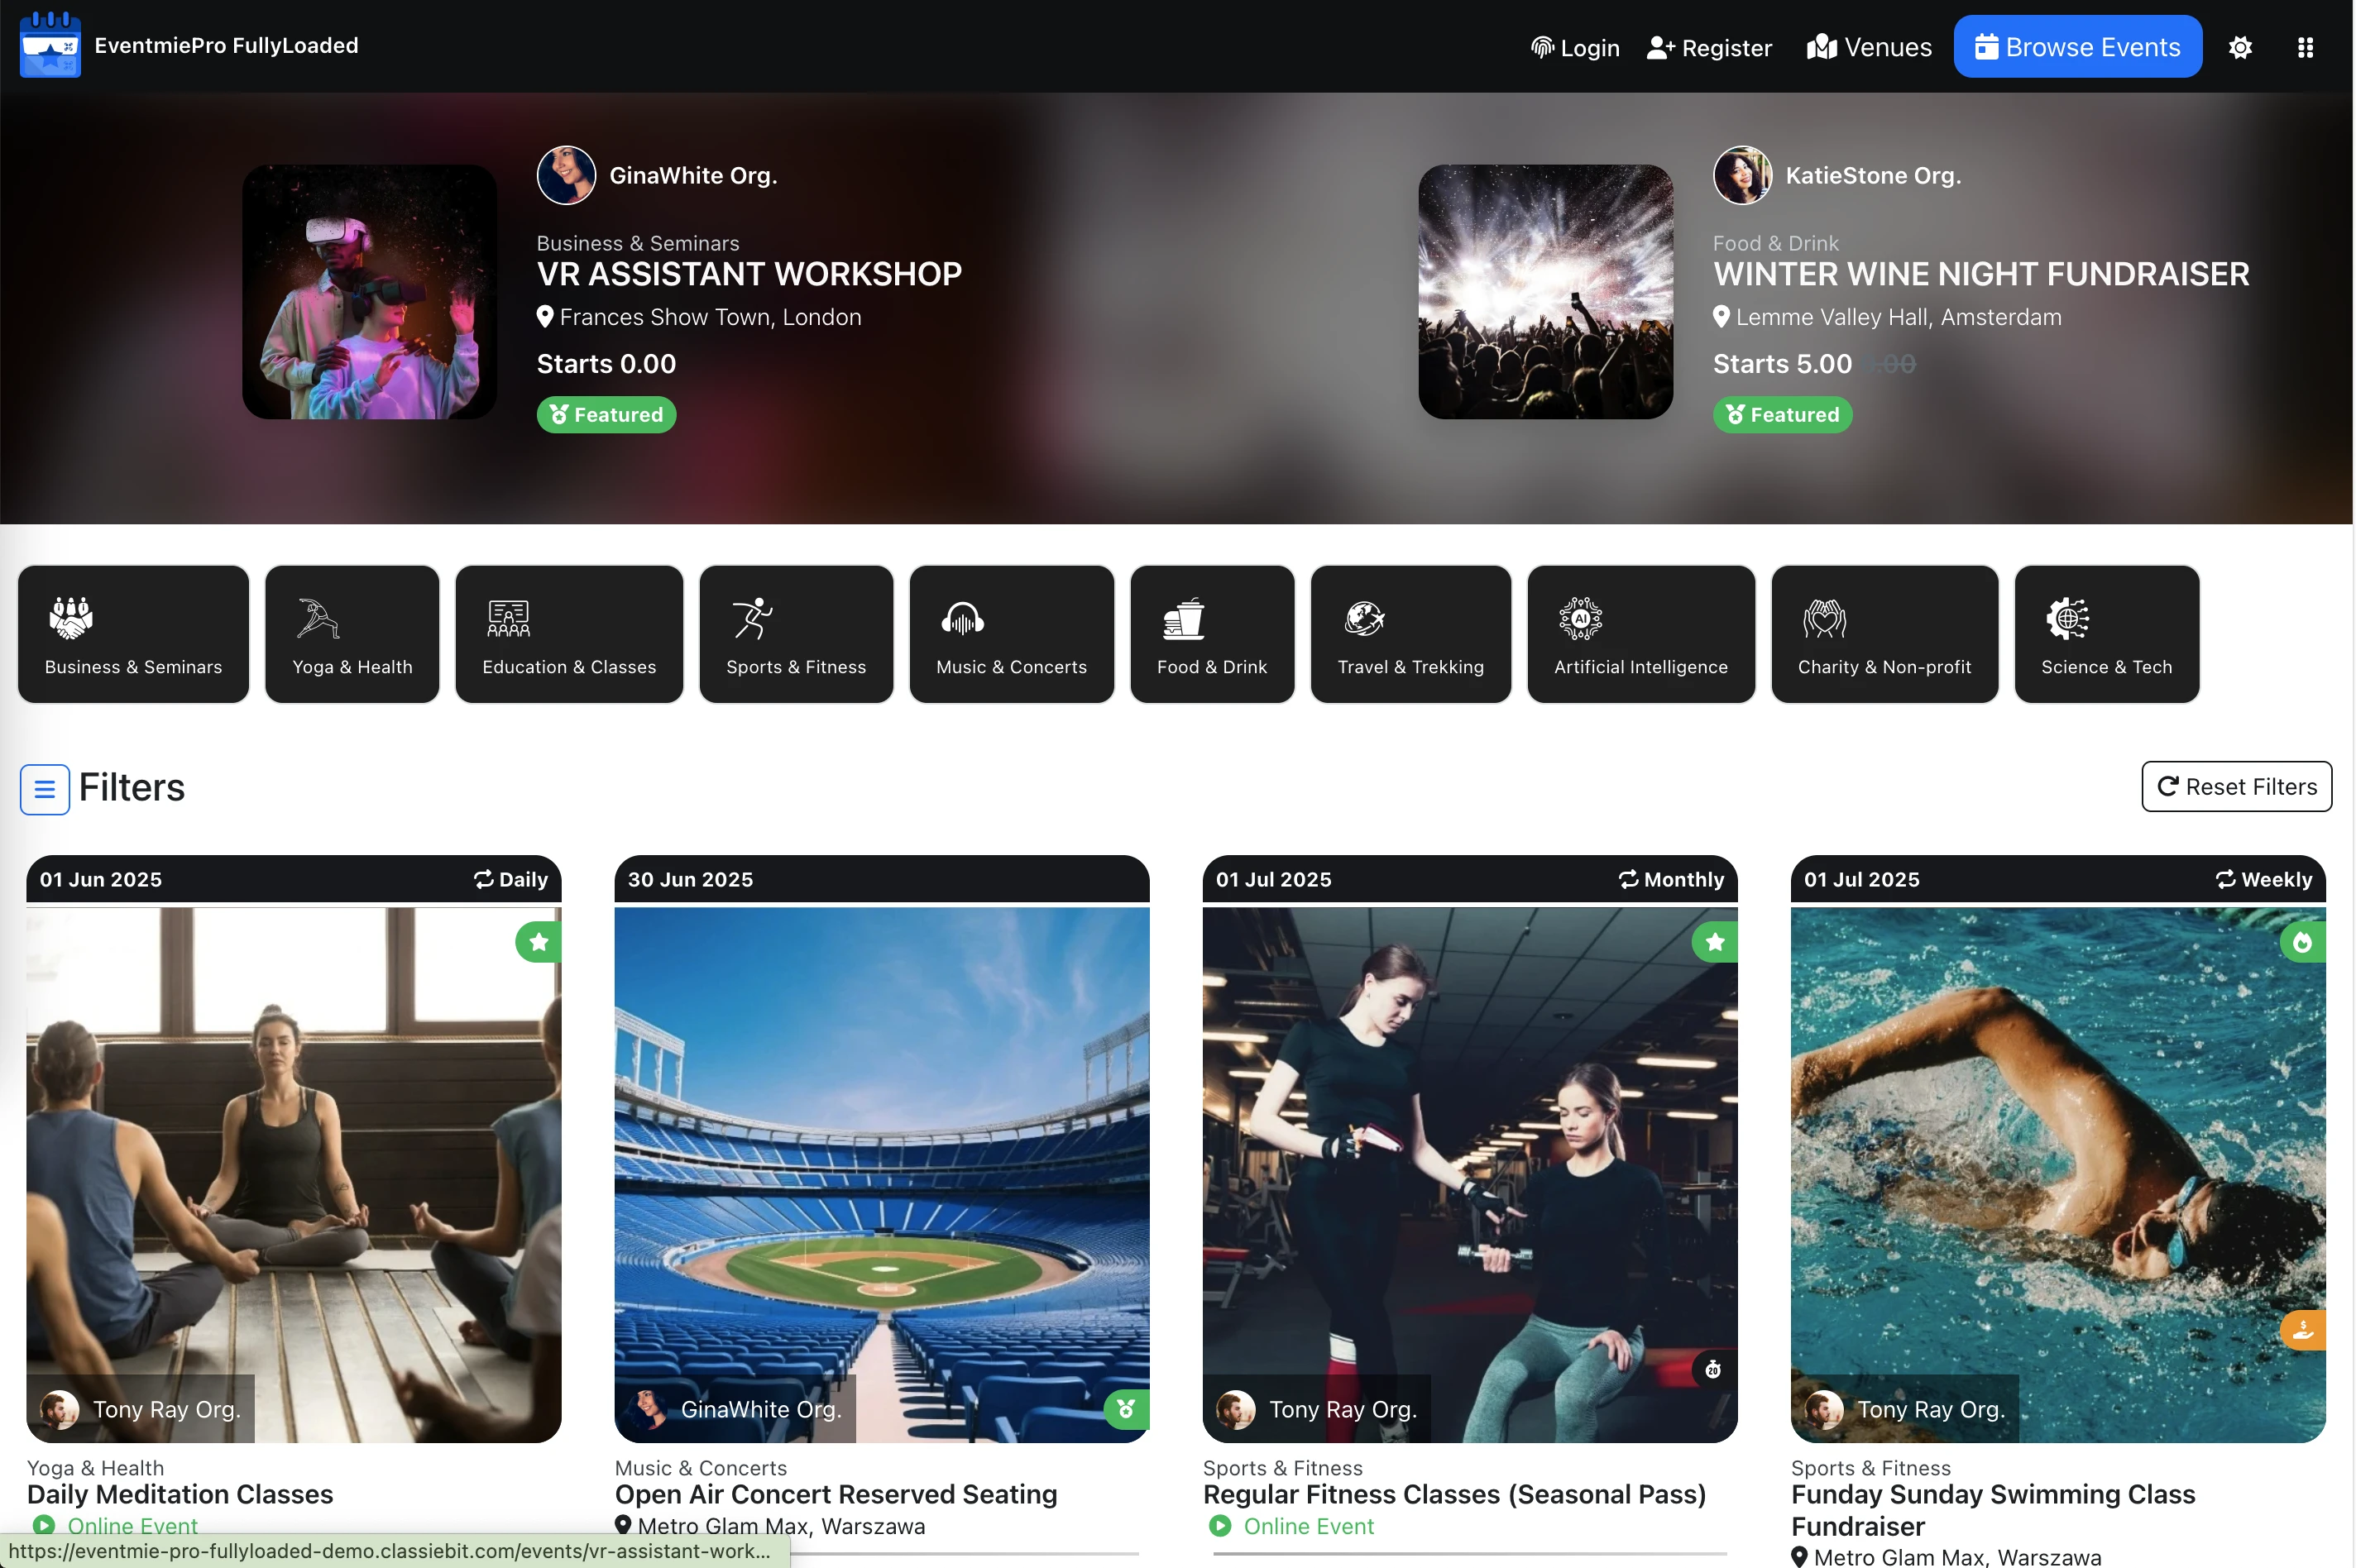 EventmiePro FullyLoaded
Login
Register
Venues
Browse Events
GinaWhite Org.
Business & Seminars
VR ASSISTANT WORKSHOP
Frances Show Town, London
Starts 0.00
Featured
KatieStone Org.
Food & Drink
WINTER WINE NIGHT FUNDRAISER
Lemme Valley Hall, Amsterdam
Starts 5.00
Featured
Business & Seminars
Yoga & Health
Education & Classes
Sports & Fitness
Music & Concerts
Food & Drink
Travel & Trekking
AI
Artificial Intelligence
Charity & Non-profit
Science & Tech
Filters
Reset Filters
01 Jun 2025 Daily
Tony Ray Org.
Yoga & Health
Daily Meditation Classes
Online Event
30 Jun 2025
GinaWhite Org.
Music & Concerts
Open Air Concert Reserved Seating
Metro Glam Max, Warszawa
01 Jul 2025 Monthly
20
Tony Ray Org.
Sports & Fitness
Regular Fitness Classes (Seasonal Pass)
Online Event
01 Jul 2025 Weekly
$
Tony Ray Org.
Sports & Fitness
Funday Sunday Swimming Class
Fundraiser
Metro Glam Max, Warszawa
https://eventmie-pro-fullyloaded-demo.classiebit.com/events/vr-assistant-work...